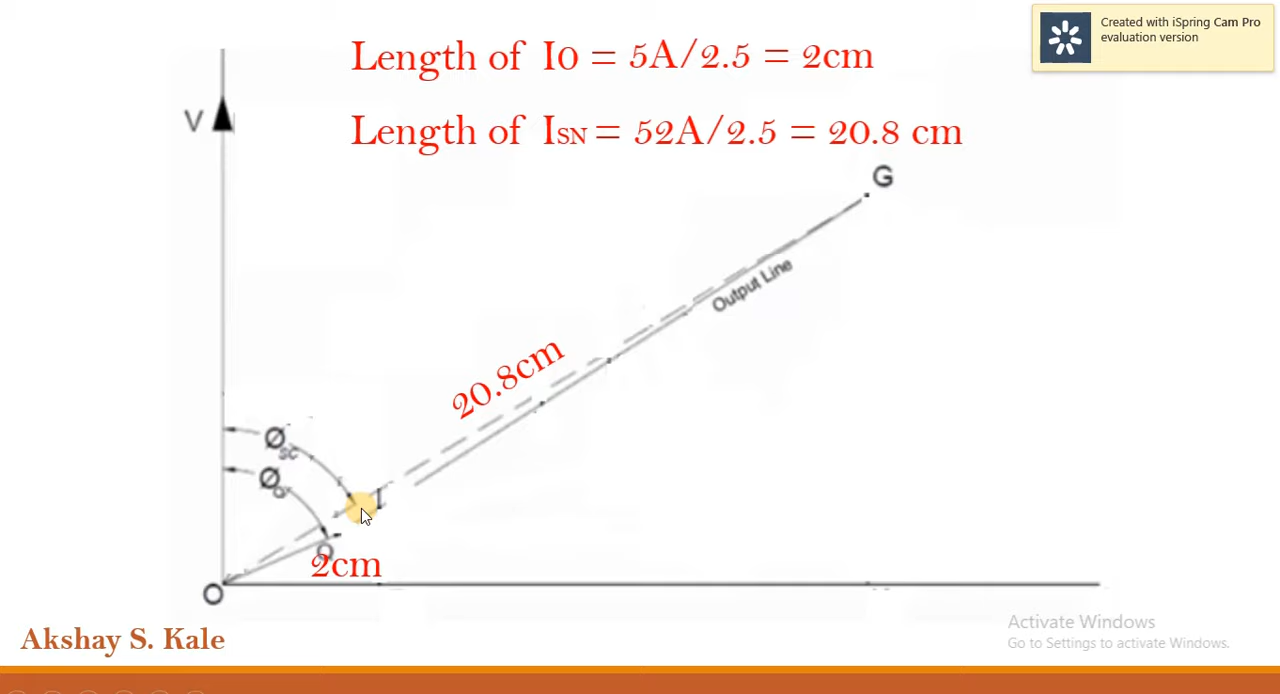 Created with iSpring Cam Pro
evaluation version
Length of I0 = 5A/2.5 = 2cm
V
Length of ISN = 52A/2.5 = 20.8 cm
G
Output Line
20.8cm
Øsc
Øo
2cm
O
Akshay S. Kale
Activate Windows
Go to Settings to activate Windows.